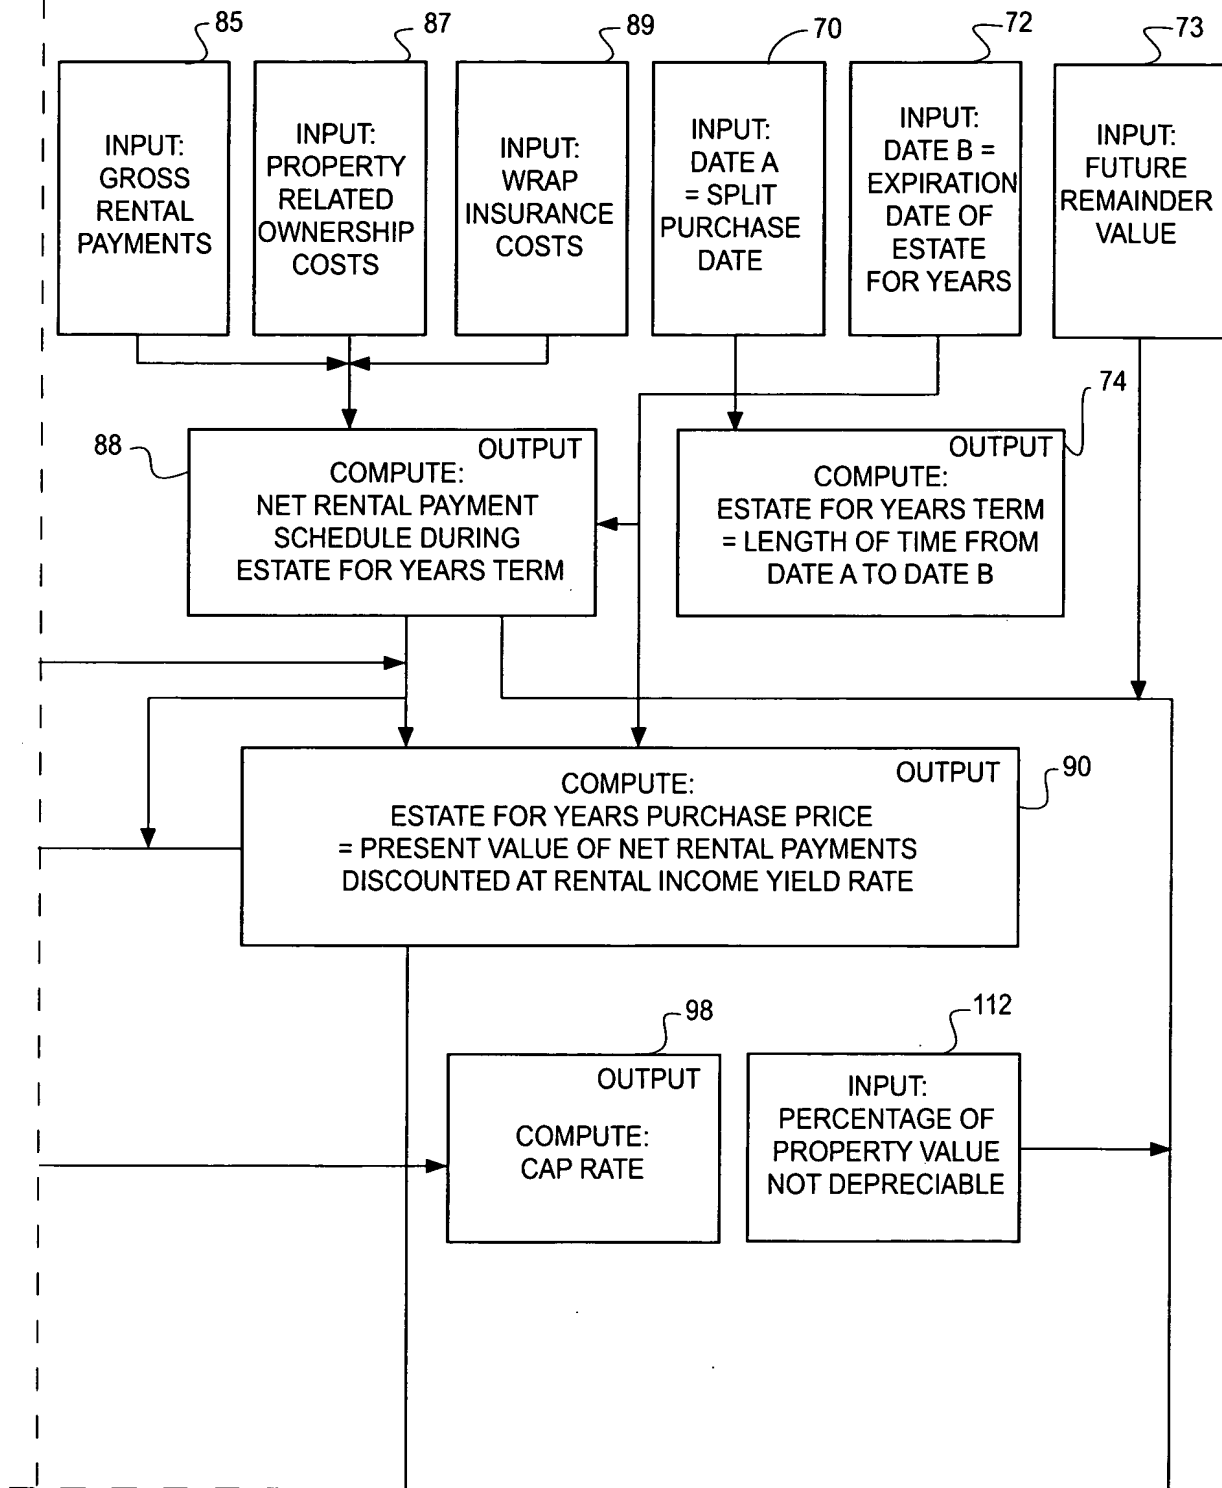 85
87
89
70
72
73
INPUT:
GROSS
RENTAL
PAYMENTS
INPUT:
PROPERTY
RELATED
OWNERSHIP
COSTS
INPUT:
WRAP
INSURANCE
COSTS
INPUT:
DATE A
= SPLIT
PURCHASE
DATE
INPUT:
DATE B =
EXPIRATION
DATE OF
ESTATE
FOR YEARS
INPUT:
FUTURE
REMAINDER
VALUE
88
OUTPUT
COMPUTE:
NET RENTAL PAYMENT
SCHEDULE DURING
ESTATE FOR YEARS TERM
74
OUTPUT
COMPUTE:
ESTATE FOR YEARS TERM
= LENGTH OF TIME FROM
DATE A TO DATE B
90
OUTPUT
COMPUTE:
ESTATE FOR YEARS PURCHASE PRICE
= PRESENT VALUE OF NET RENTAL PAYMENTS
DISCOUNTED AT RENTAL INCOME YIELD RATE
98
OUTPUT
COMPUTE:
CAP RATE
112
INPUT:
PERCENTAGE OF
PROPERTY VALUE
NOT DEPRECIABLE